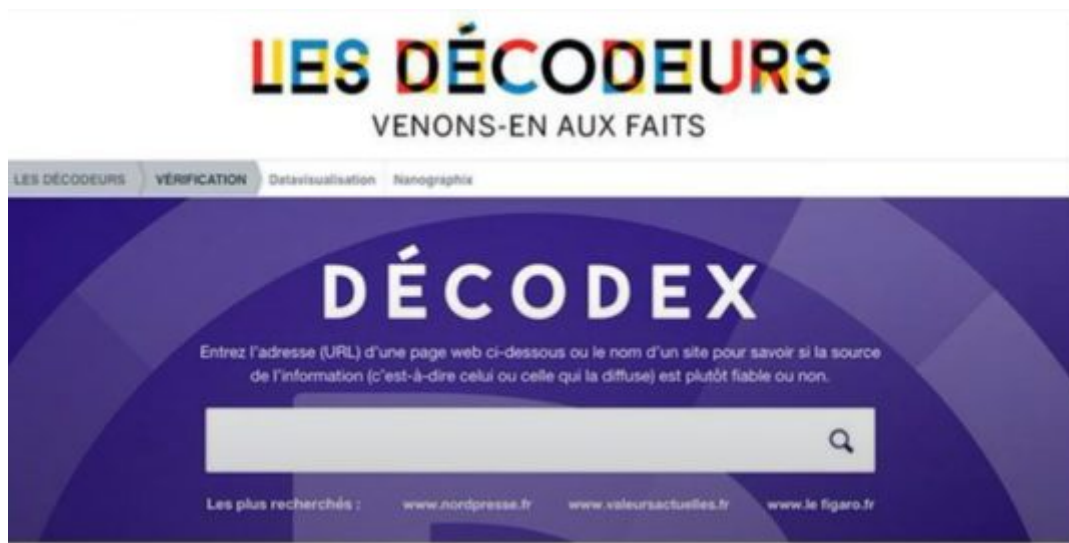 LES DÉCODEURS
VENONS-EN AUX FAITS
LES DÉCODEURS VÉRIFICATION Datavisualisation Nanographix
DÉCODEX
Entrez l'adresse (URL) d'une page web ci-dessous ou le nom d'un site pour savoir si la source
de l'information (c'est-à-dire celui ou celle qui la diffuse) est plutôt fiable ou non.
Les plus recherchés : www.nordpresse.fr www.valeursactuelles.fr www.le figaro.fr